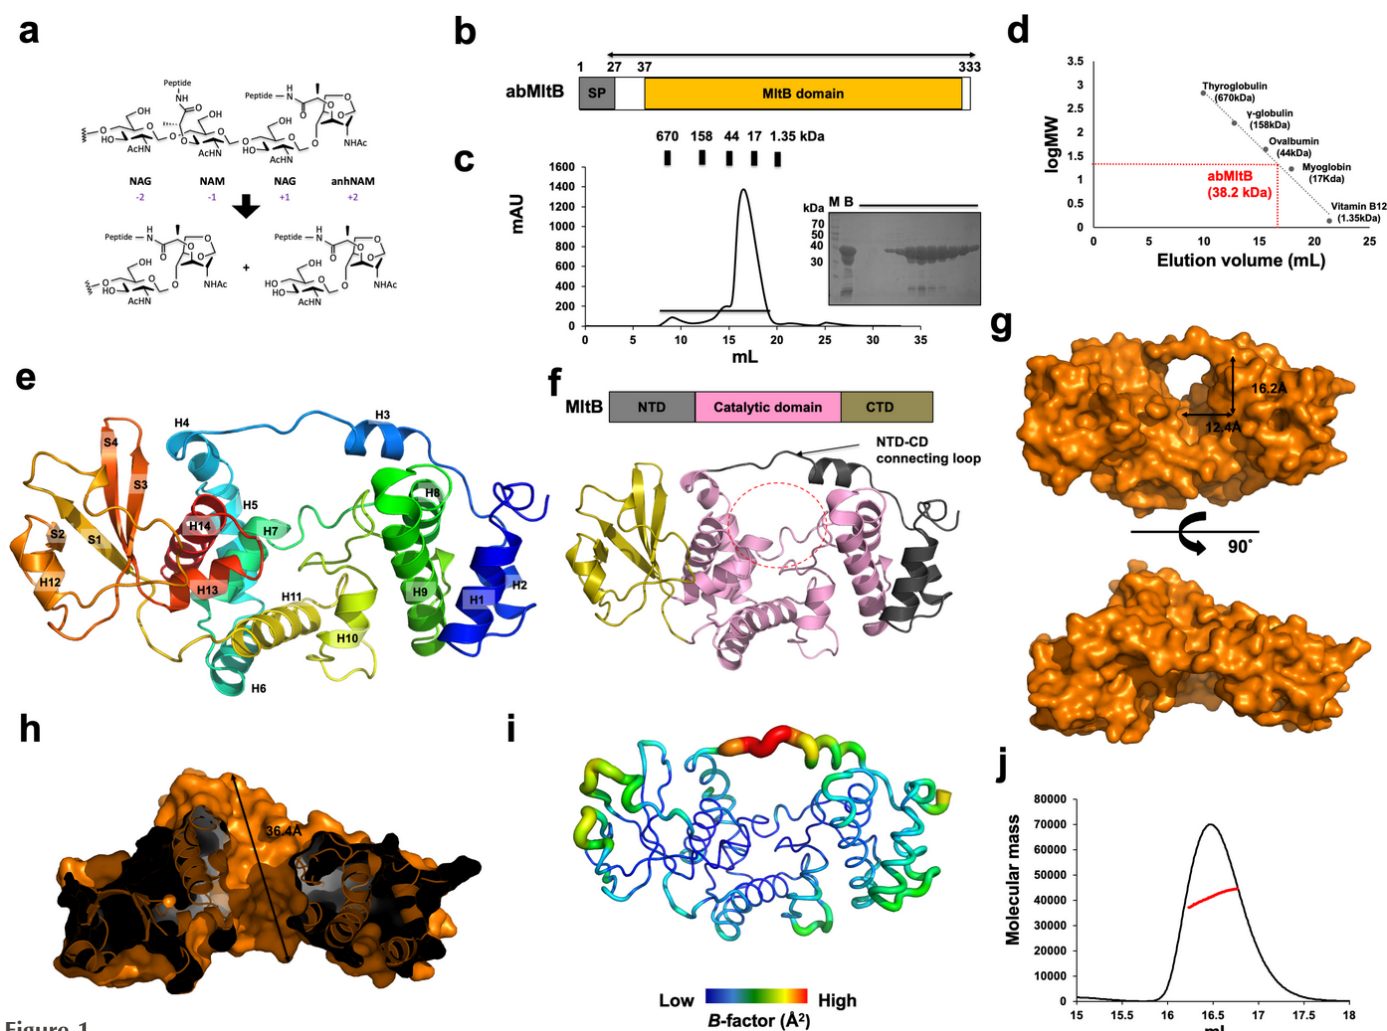 a
Peptide
NH
O
OH
O
O
HO
AcHN
O
OH
O
AcHN
OH
O
HO
AcHN
Peptide
H
N
O
O
O
O
NHAc
NAG
NAM
NAG
anhNAM
-2
-1
+1
+2
Peptide
H
N
O
O
O
O
OH
O
HO
AcHN
NHAc
+
Peptide
H
N
O
O
O
O
OH
HO
HO
AcHN
NHAc
b
1
27
37
333
abMltB
SP
MltB domain
c
670
158
44
17
1.35 kDa
1600
1400
1200
1000
800
600
400
200
0
mAU
0
5
10
15
20
25
30
35
mL
kDa
M B
70
50
40
30
d
3.5
3
2.5
2
1.5
1
0.5
0
logMW
Thyroglobulin
(670kDa)
γ-globulin
(158kDa)
Ovalbumin
(44kDa)
Myoglobin
(17Kda)
Vitamin B12
(1.35kDa)
abMltB
(38.2 kDa)
0
5
10
15
20
25
Elution volume (mL)
e
H4
H3
S4
S3
S2
S1
H5
H14
H7
H8
H12
H13
H11
H9
H1
H2
H10
H6
f
MltB
NTD
Catalytic domain
CTD
NTD-CD
connecting loop
g
16.2Å
12.4Å
90˚
h
36.4Å
i
Low
High
B-factor (Å²)
j
80000
70000
60000
50000
40000
30000
20000
10000
0
Molecular mass
15
15.5
16
16.5
17
17.5
18
mL
Figure 1